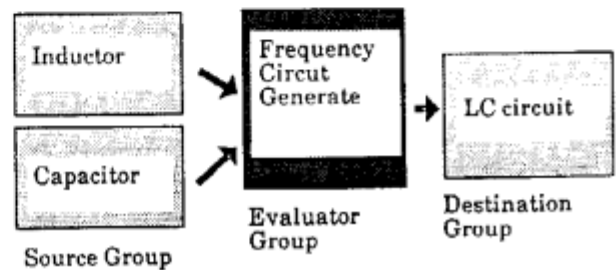 Inductor
Capacitor
Source Group
Frequency
Circut
Generate
Evaluator
Group
LC circuit
Destination
Group